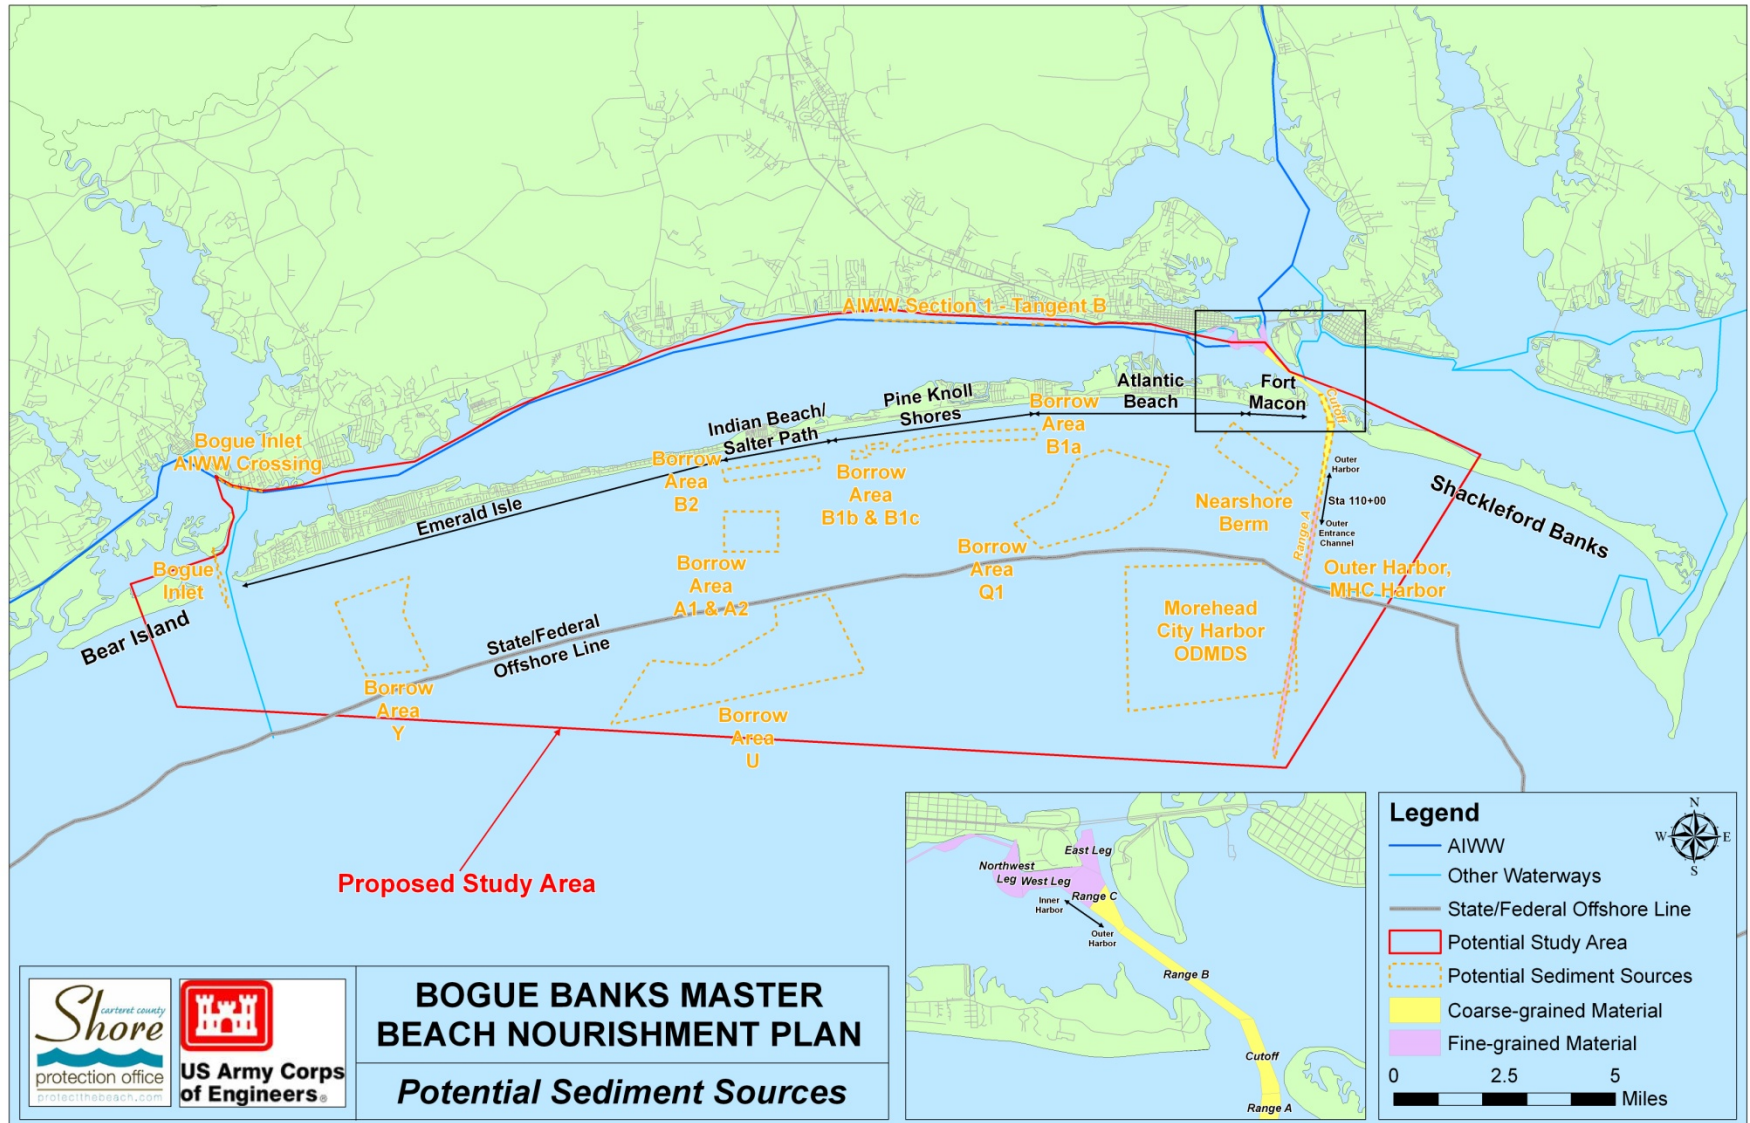 AIWW Section 1 - Tangent B
Atlantic
Beach
Fort
Macon
Cutoff
Pine Knoll
Shores
Indian Beach/
Salter Path
Borrow
Area
B1a
Bogue Inlet
AIWW Crossing
Borrow
Area
B2
Borrow
Area
B1b & B1c
Nearshore
Berm
Outer
Harbor
Sta 110+00
Outer
Entrance
Channel
Range A
Shackleford Banks
Emerald Isle
Bogue
Inlet
Bear Island
Borrow
Area
A1 & A2
Borrow
Area
Q1
Outer Harbor,
MHC Harbor
Morehead
City Harbor
ODMDS
State/Federal
Offshore Line
Borrow
Area
Y
Borrow
Area
U
Proposed Study Area
East Leg
Northwest
Leg
West Leg
Range C
Inner
Harbor
Outer
Harbor
Range B
Cutoff
Range A
Legend
N
W
E
S
AIWW
Other Waterways
State/Federal Offshore Line
Potential Study Area
Potential Sediment Sources
Coarse-grained Material
Fine-grained Material
0 2.5 5
Miles
carteret county
Shore
protection office
protectthebeach.com
US Army Corps
of Engineers®
BOGUE BANKS MASTER
BEACH NOURISHMENT PLAN
Potential Sediment Sources